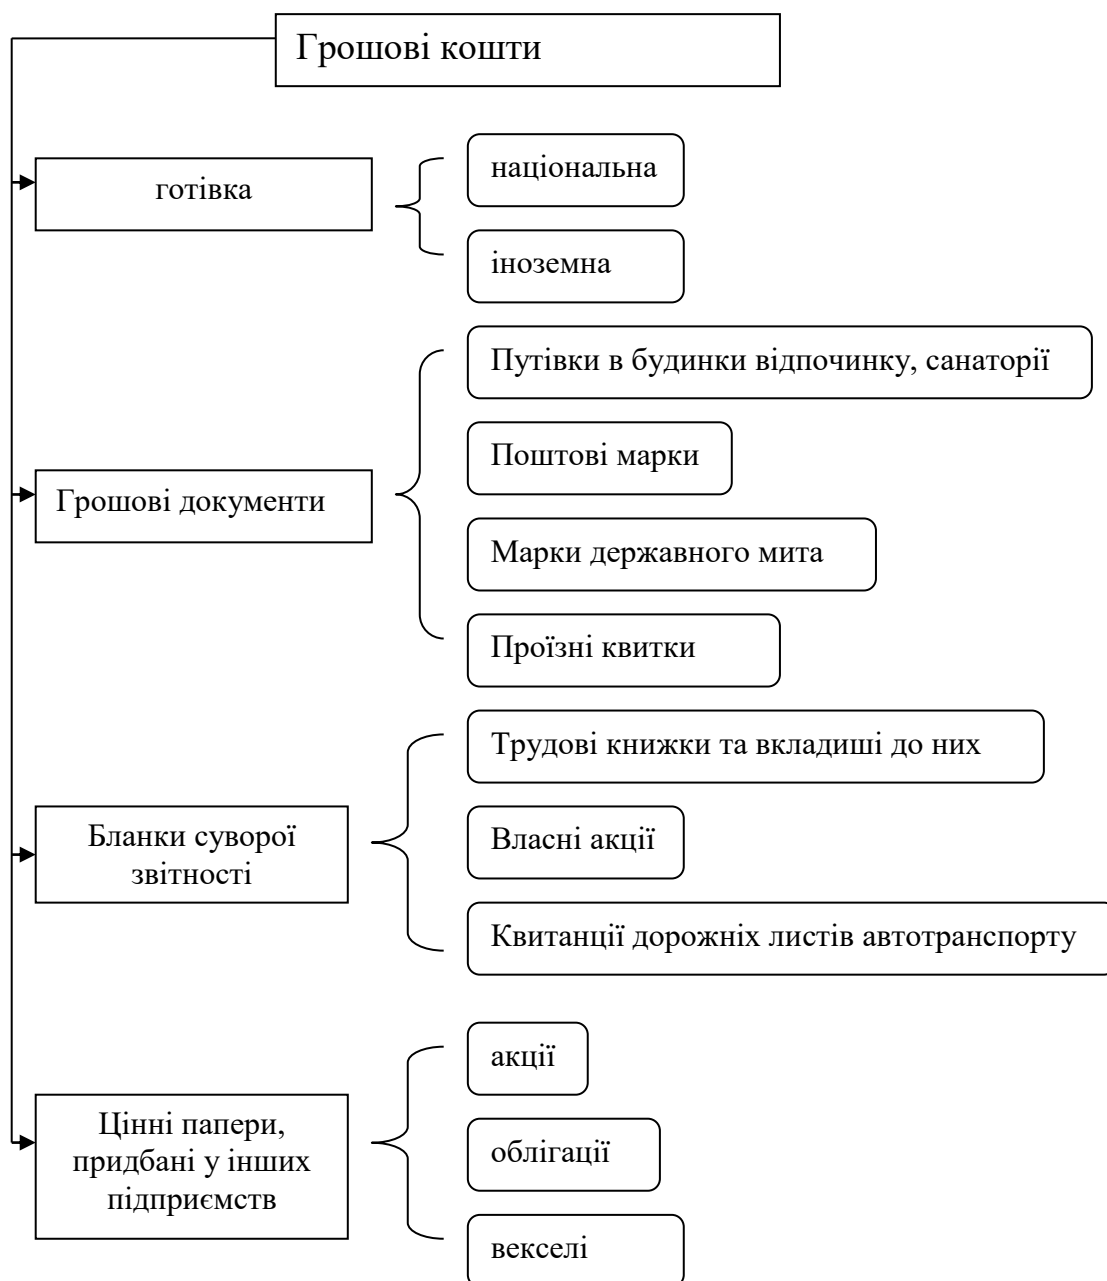 Грошові кошти
готівка
національна
іноземна
Грошові документи
Путівки в будинки відпочинку, санаторії
Поштові марки
Марки державного мита
Проїзні квитки
Бланки суворої
звітності
Трудові книжки та вкладиші до них
Власні акції
Квитанції дорожніх листів автотранспорту
Цінні папери,
придбані у інших
підприємств
акції
облігації
векселі